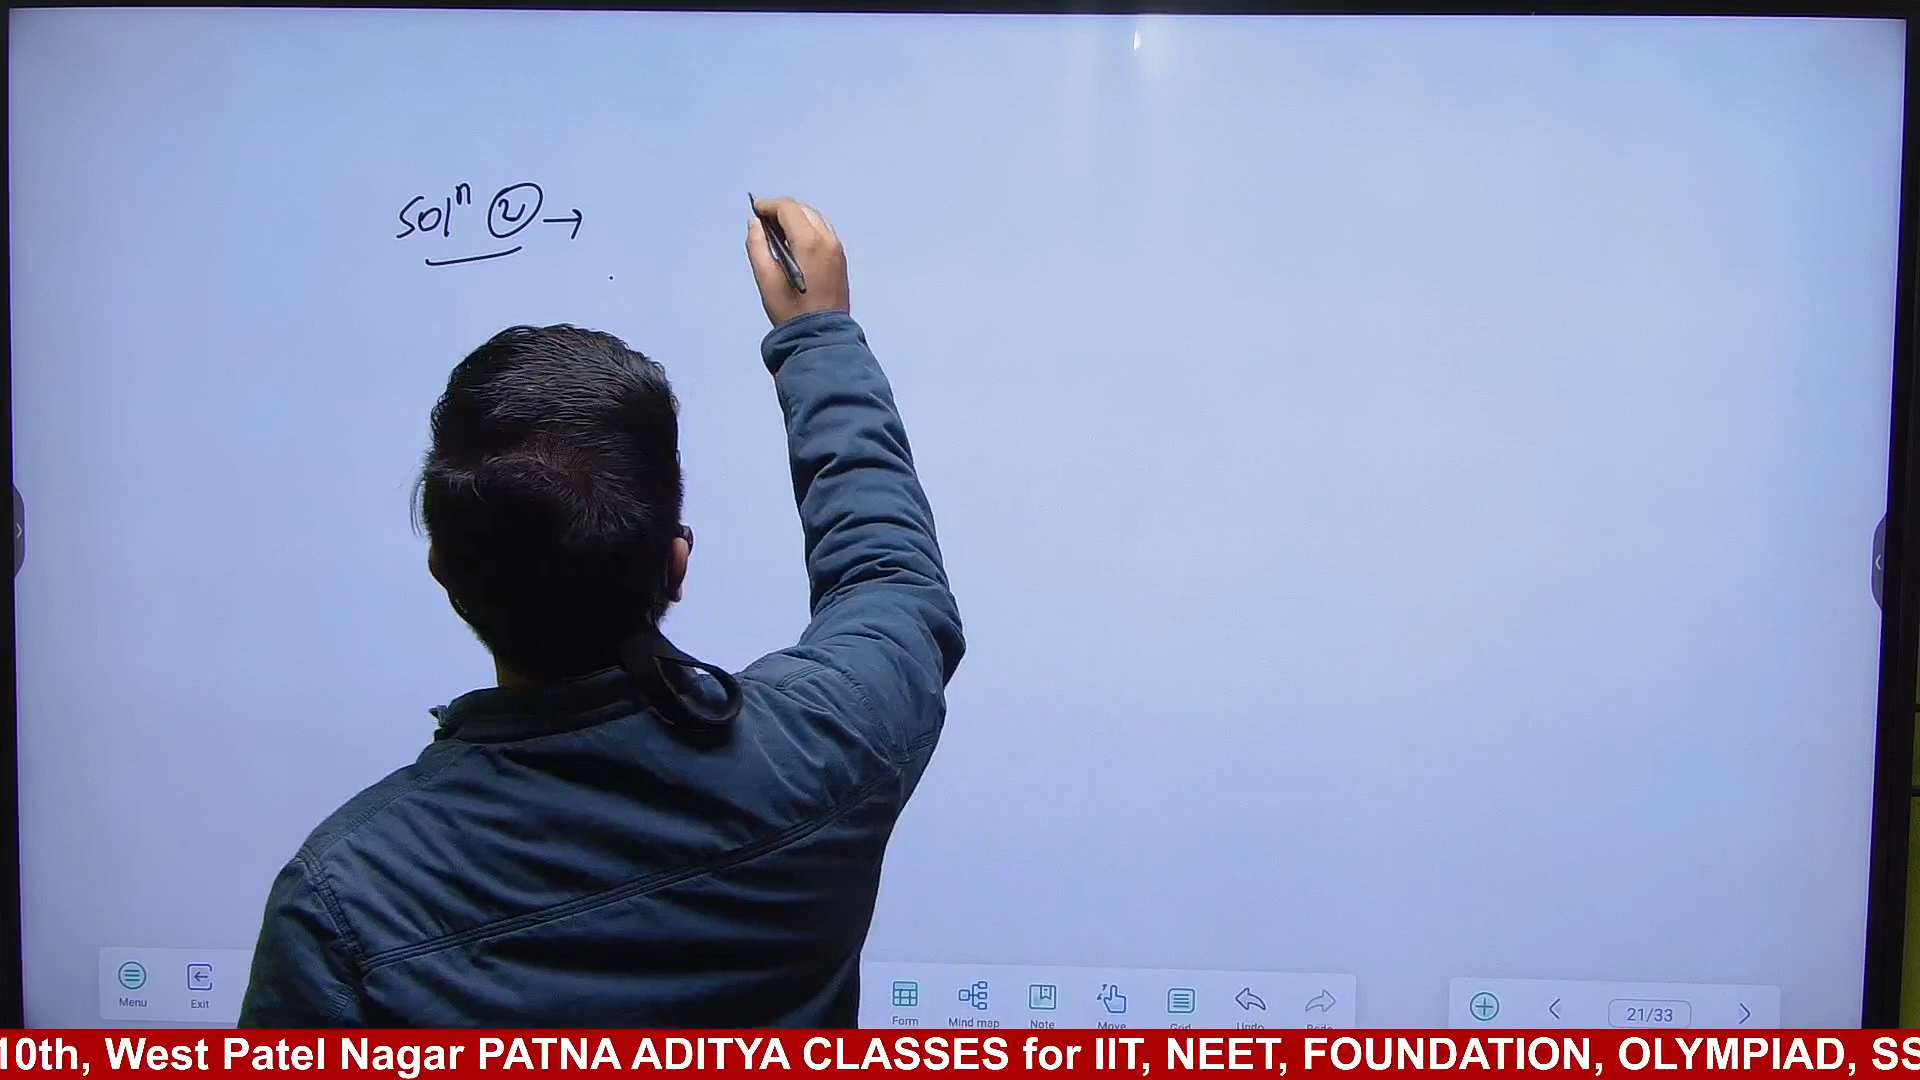 Solⁿ ② →
Menu
Exit
Form
Mind map
Note
Move
Grid
Undo
Redo
21/33
10th, West Patel Nagar PATNA ADITYA CLASSES for IIT, NEET, FOUNDATION, OLYMPIAD, SS